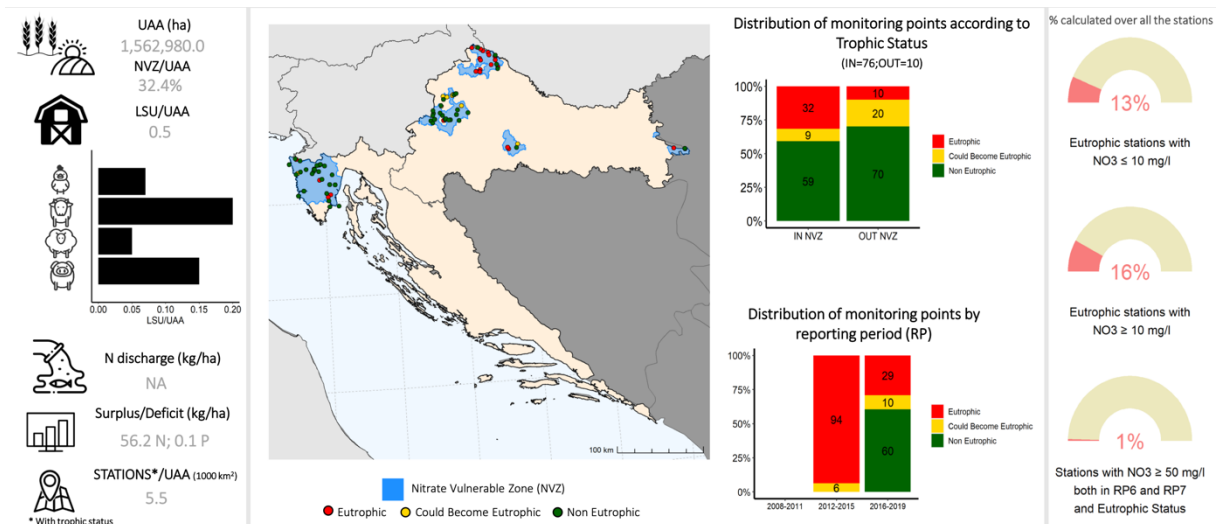 UAA (ha)
1,562,980.0
NVZ/UAA
32.4%
LSU/UAA
0.5
0.00
0.05
0.10
0.15
0.20
LSU/UAA
N discharge (kg/ha)
NA
Surplus/Deficit (kg/ha)
56.2 N; 0.1 P
STATIONS*/UAA (1000 km²)
5.5
* With trophic status
100 km
Nitrate Vulnerable Zone (NVZ)
Eutrophic
Could Become Eutrophic
Non Eutrophic
Distribution of monitoring points according to
Trophic Status
(IN=76;OUT=10)
100%
75%
50%
25%
0%
32
9
59
10
20
70
IN NVZ
OUT NVZ
Eutrophic
Could Become Eutrophic
Non Eutrophic
Distribution of monitoring points by
reporting period (RP)
100%
75%
50%
25%
0%
94
6
29
10
60
2008-2011
2012-2015
2016-2019
Eutrophic
Could Become Eutrophic
Non Eutrophic
% calculated over all the stations
13%
Eutrophic stations with
NO3 ≤ 10 mg/l
16%
Eutrophic stations with
NO3 ≥ 10 mg/l
1%
Stations with NO3 ≥ 50 mg/l
both in RP6 and RP7
and Eutrophic Status